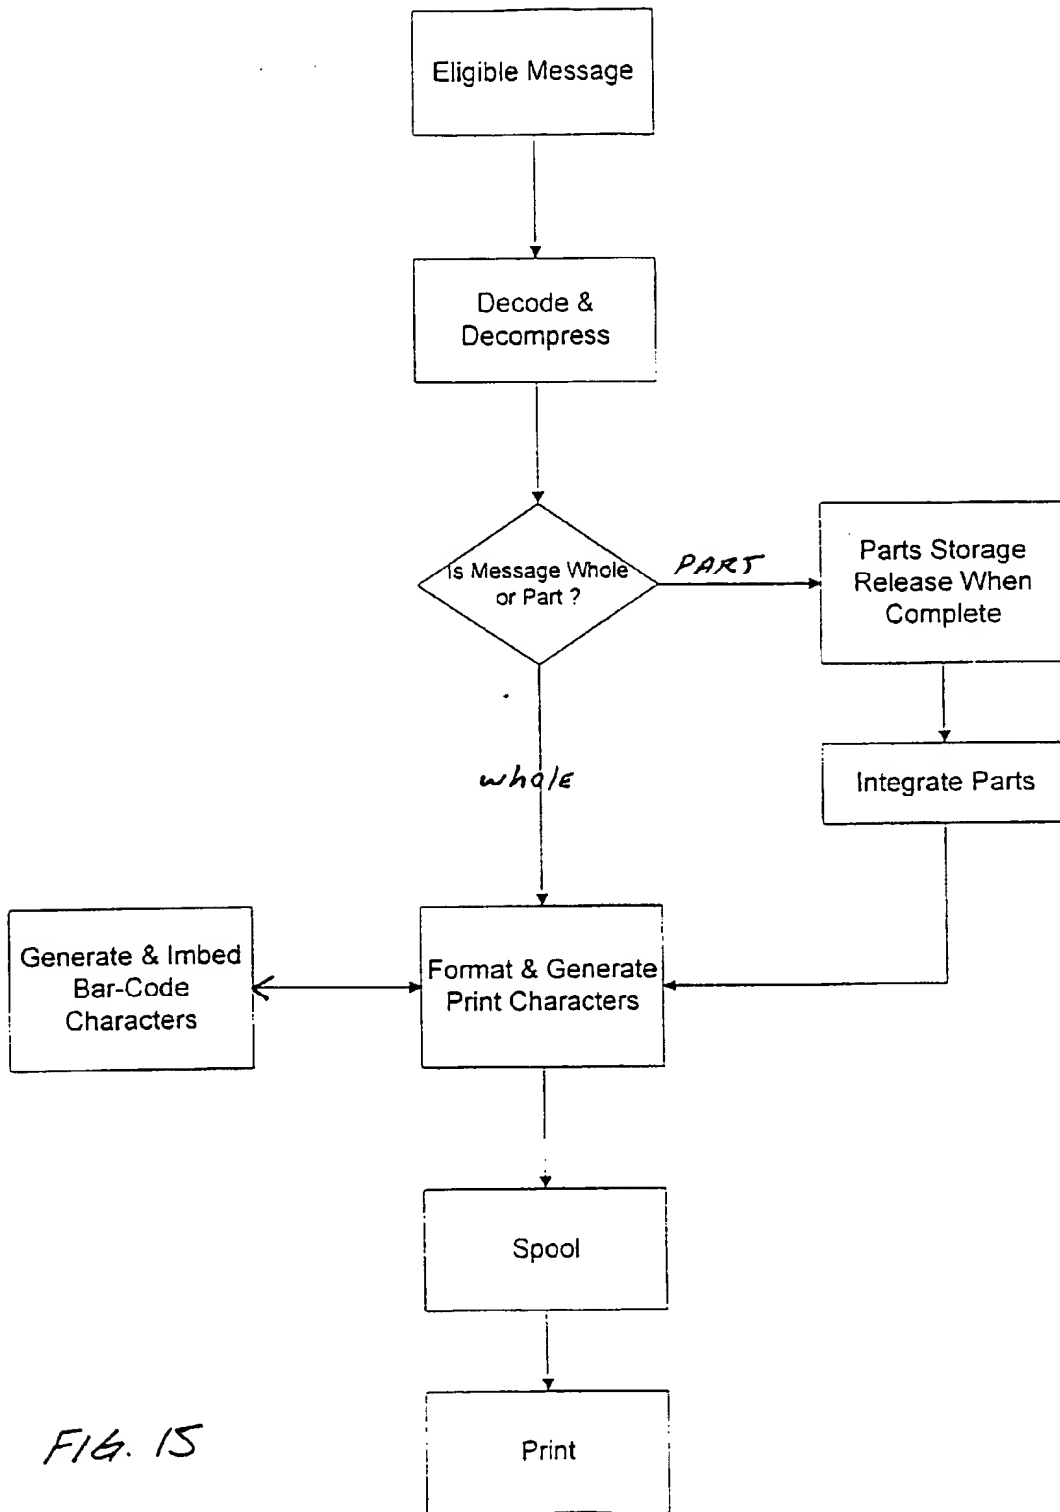 Eligible Message
Decode &
Decompress
Is Message Whole
or Part ?
PART
Parts Storage
Release When
Complete
whole
Integrate Parts
Generate & Imbed
Bar-Code
Characters
Format & Generate
Print Characters
Spool
Print
FIG. 15